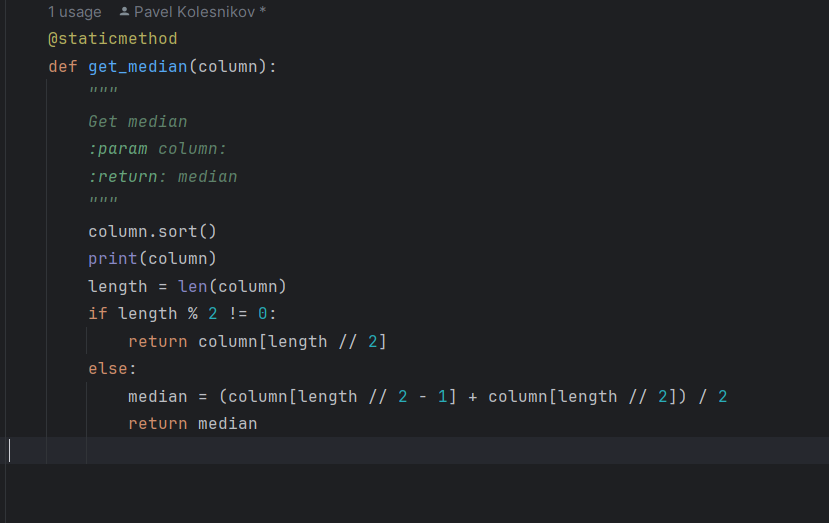 1 usage Pavel Kolesnikov *
@staticmethod
def get_median(column):
"""
Get median
:param column:
:return: median
"""
column.sort()
print(column)
length = len(column)
if length % 2 != 0:
return column[length // 2]
else:
median = (column[length // 2 - 1] + column[length // 2]) / 2
return median